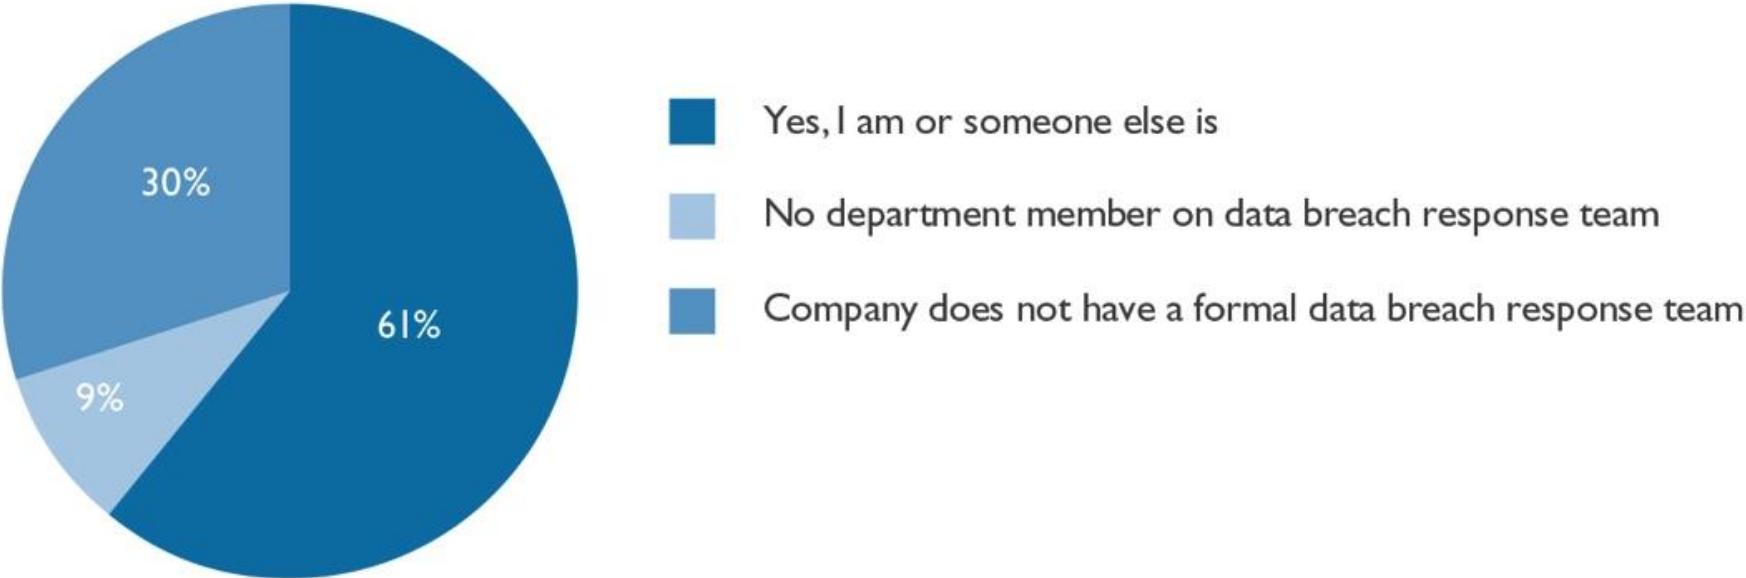 30%
61%
9%
Yes, I am or someone else is
No department member on data breach response team
Company does not have a formal data breach response team